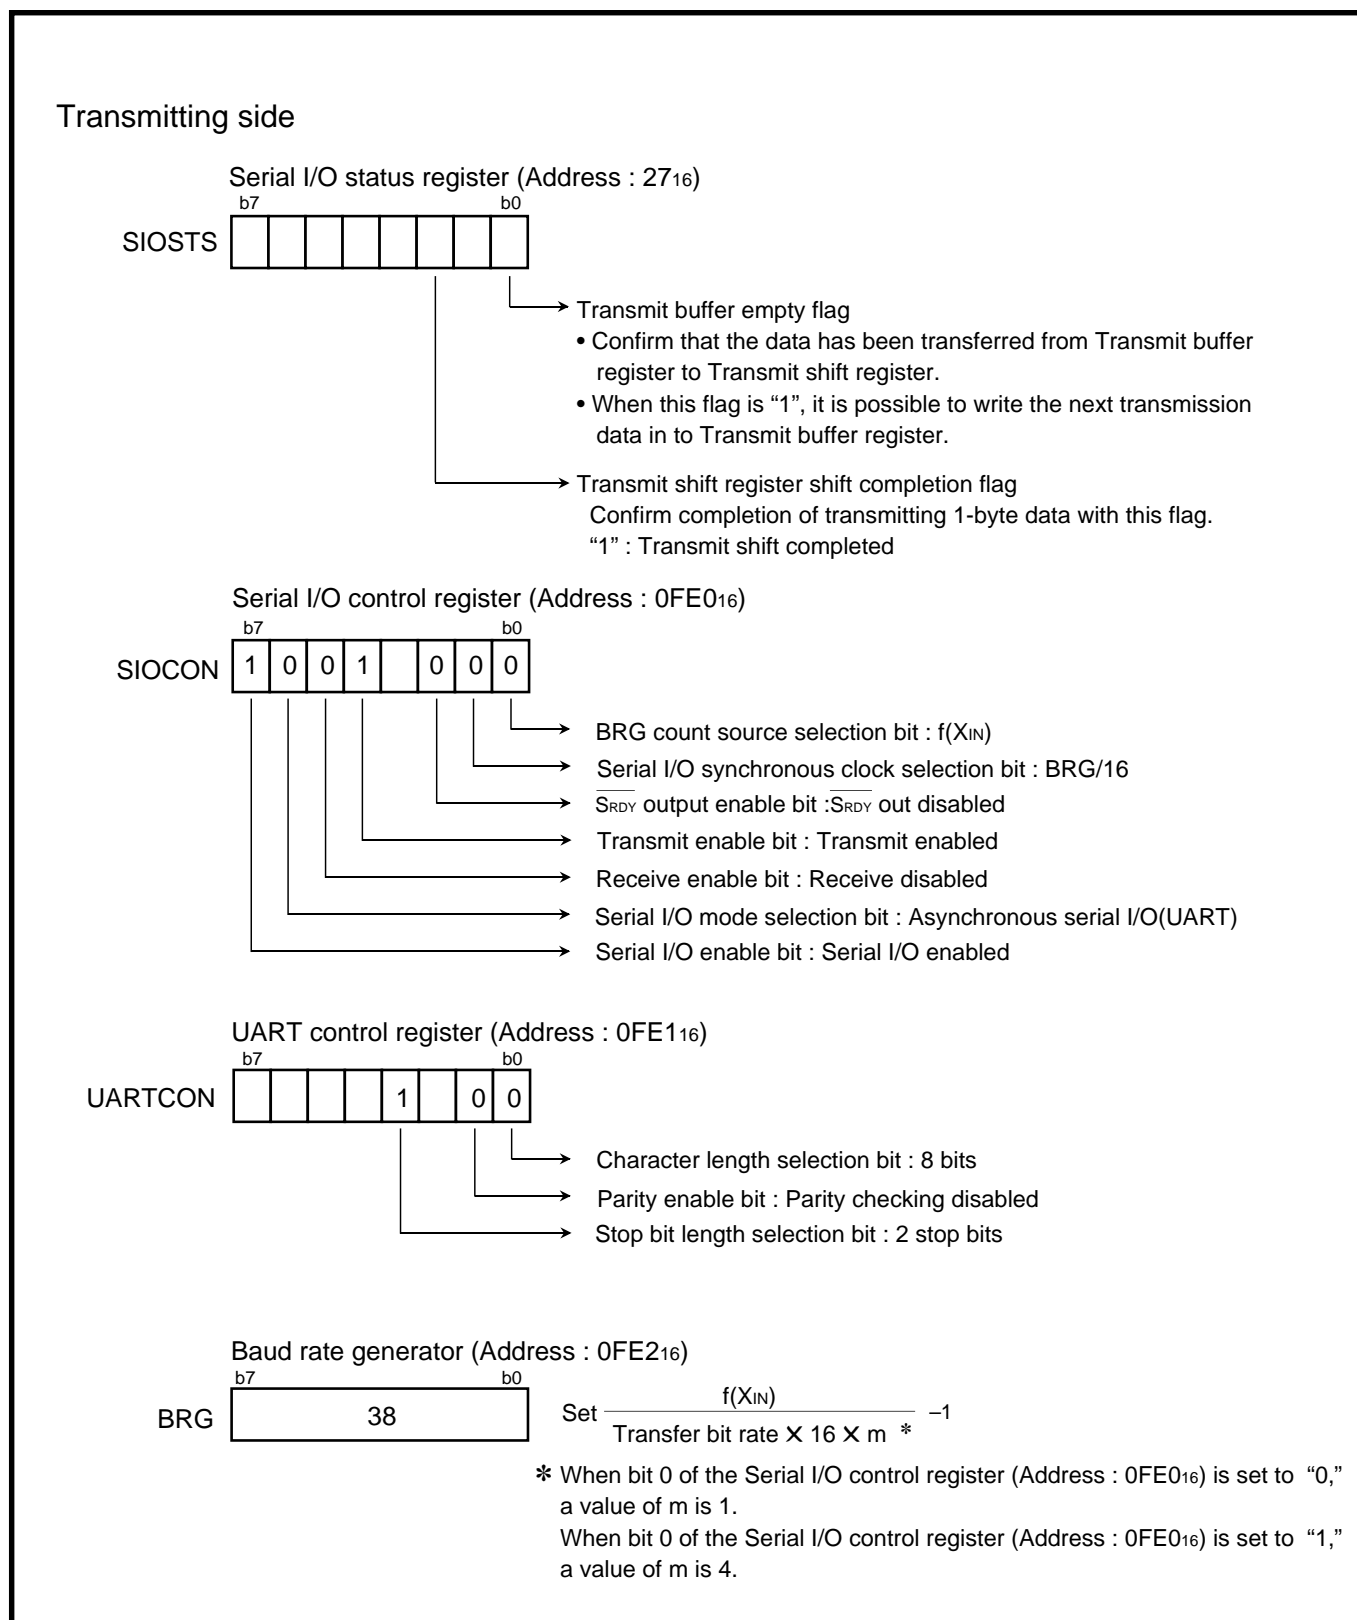 Transmitting side
Serial I/O status register (Address : 2716)
b7 b0
SIOSTS
Transmit buffer empty flag
• Confirm that the data has been transferred from Transmit buffer
register to Transmit shift register.
• When this flag is “1”, it is possible to write the next transmission
data in to Transmit buffer register.
Transmit shift register shift completion flag
Confirm completion of transmitting 1-byte data with this flag.
“1” : Transmit shift completed
Serial I/O control register (Address : 0FE016)
b7 b0
SIOCON 1 0 0 1 0 0 0
BRG count source selection bit : f(XIN)
Serial I/O synchronous clock selection bit : BRG/16
SRDY output enable bit :SRDY out disabled
Transmit enable bit : Transmit enabled
Receive enable bit : Receive disabled
Serial I/O mode selection bit : Asynchronous serial I/O(UART)
Serial I/O enable bit : Serial I/O enabled
UART control register (Address : 0FE116)
b7 b0
UARTCON 1 0 0
Character length selection bit : 8 bits
Parity enable bit : Parity checking disabled
Stop bit length selection bit : 2 stop bits
Baud rate generator (Address : 0FE216)
b7 b0
BRG 38
f(XIN)
Set –1
Transfer bit rate ✕ 16 ✕ m ✻
✻ When bit 0 of the Serial I/O control register (Address : 0FE016) is set to “0,”
a value of m is 1.
When bit 0 of the Serial I/O control register (Address : 0FE016) is set to “1,”
a value of m is 4.